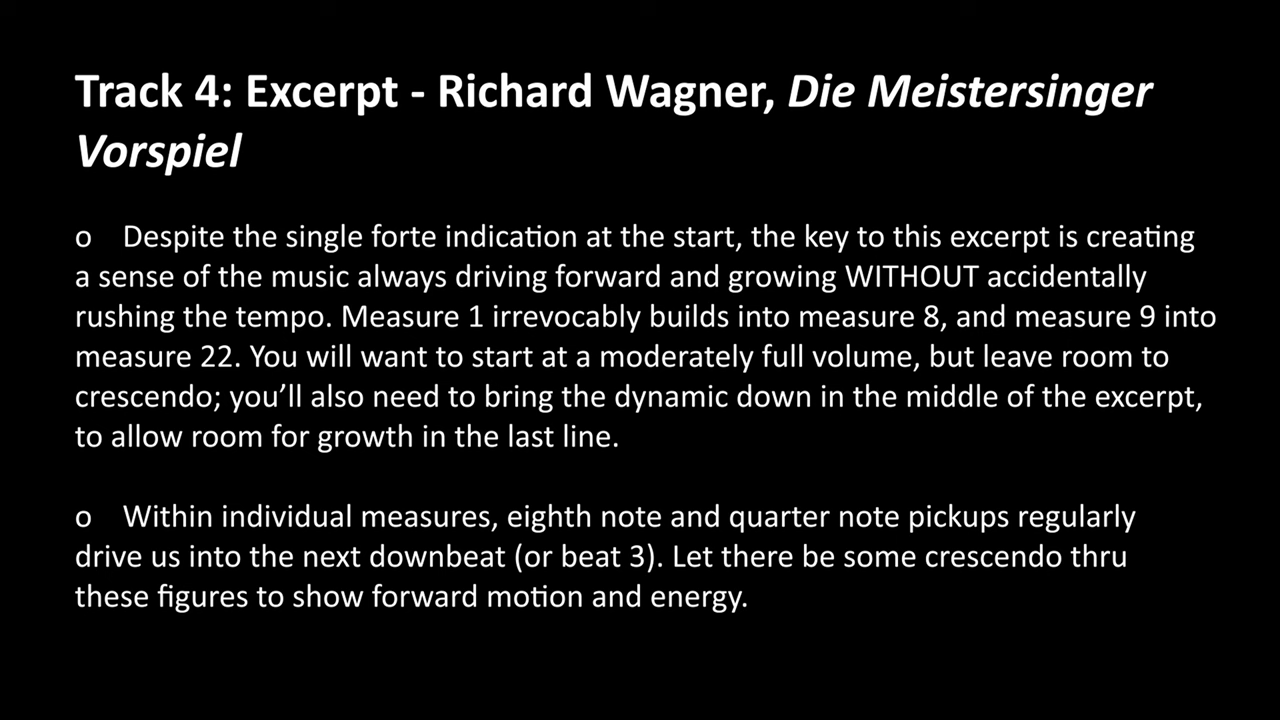 Track 4: Excerpt - Richard Wagner, Die Meistersinger
Vorspiel
o Despite the single forte indication at the start, the key to this excerpt is creating
a sense of the music always driving forward and growing WITHOUT accidentally
rushing the tempo. Measure 1 irrevocably builds into measure 8, and measure 9 into
measure 22. You will want to start at a moderately full volume, but leave room to
crescendo; you’ll also need to bring the dynamic down in the middle of the excerpt,
to allow room for growth in the last line.
o Within individual measures, eighth note and quarter note pickups regularly
drive us into the next downbeat (or beat 3). Let there be some crescendo thru
these figures to show forward motion and energy.